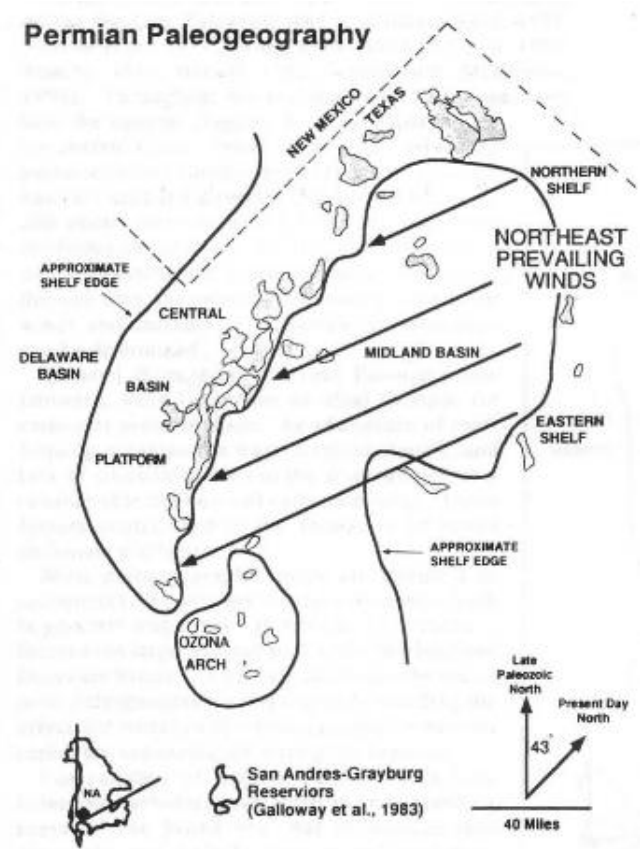 Permian Paleogeography
NEW MEXICO
TEXAS
NORTHERN
SHELF
NORTHEAST
PREVAILING
WINDS
APPROXIMATE
SHELF EDGE
CENTRAL
DELAWARE
BASIN
BASIN
MIDLAND BASIN
PLATFORM
EASTERN
SHELF
APPROXIMATE
SHELF EDGE
OZONA
ARCH
Late
Paleozoic
North
Present Day
North
43°
NA
San Andres-Grayburg
Reserviors
(Galloway et al., 1983)
40 Miles